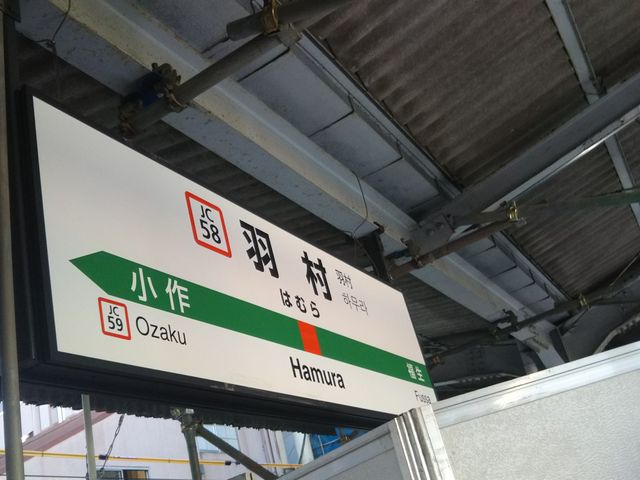 JC
58
羽村
羽村
하무라
はむら
小作
JC
59
Ozaku
Hamura
福生
Fussa